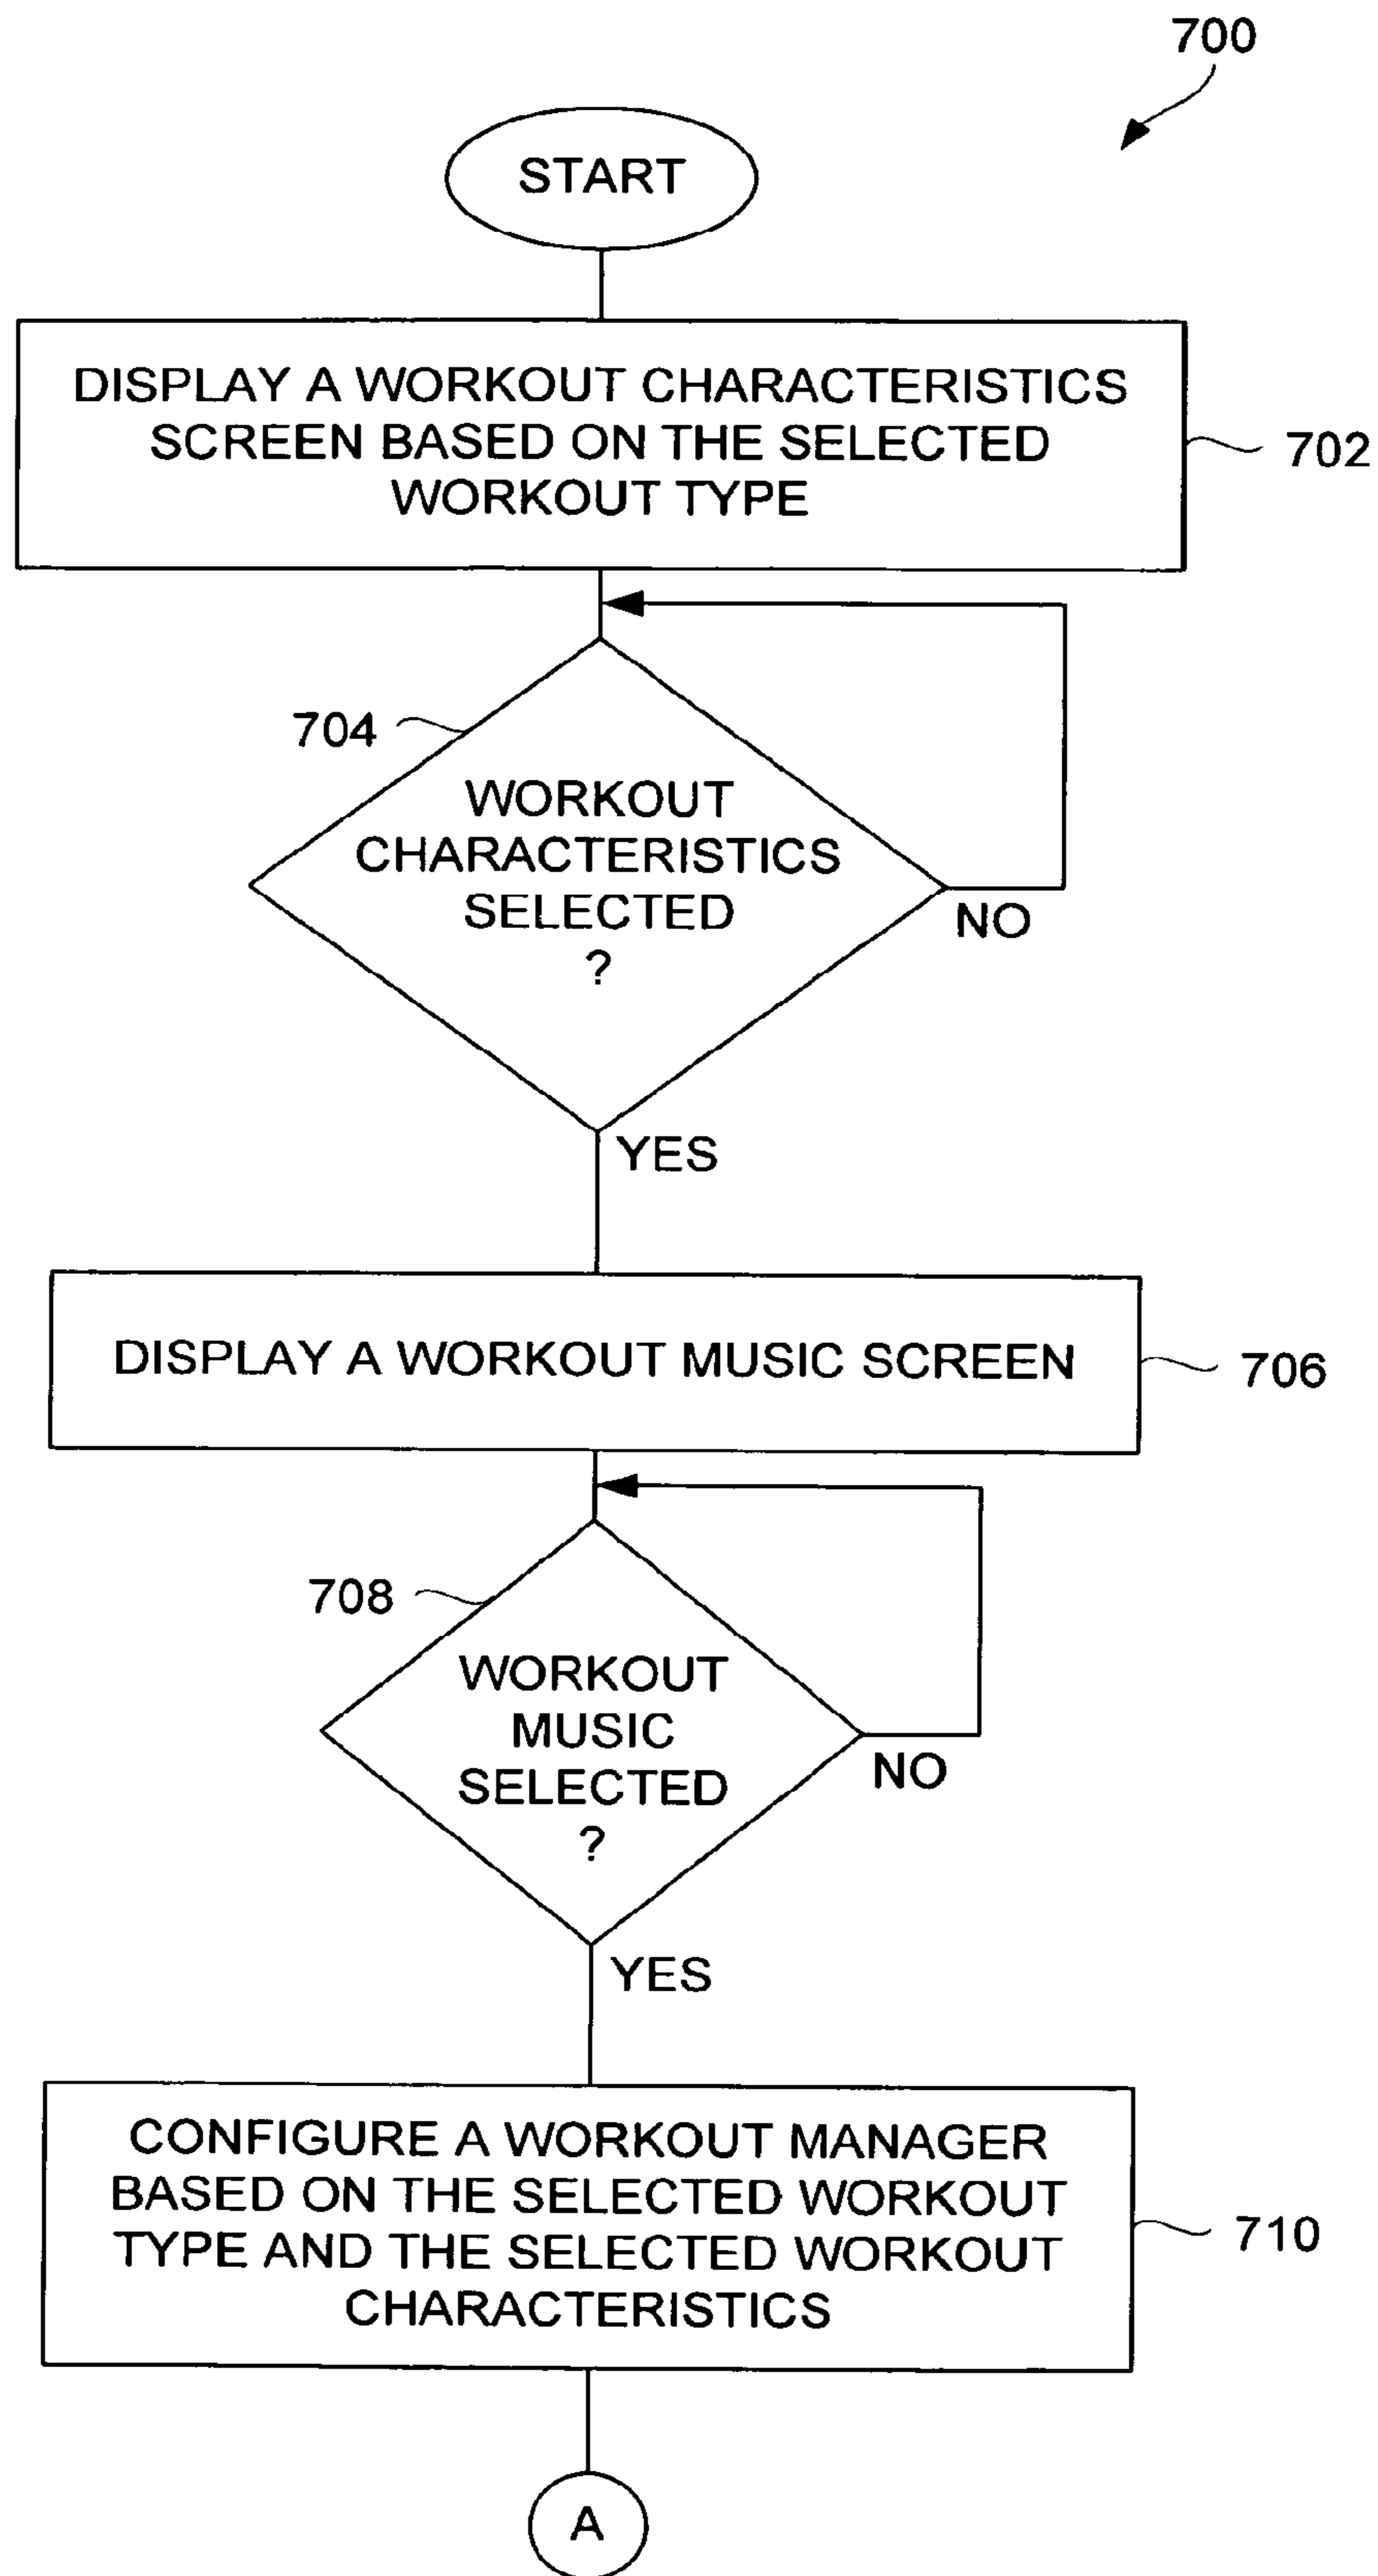 700
START
DISPLAY A WORKOUT CHARACTERISTICS
SCREEN BASED ON THE SELECTED
WORKOUT TYPE
702
704
WORKOUT
CHARACTERISTICS
SELECTED
?
NO
YES
DISPLAY A WORKOUT MUSIC SCREEN
706
708
WORKOUT
MUSIC
SELECTED
?
NO
YES
CONFIGURE A WORKOUT MANAGER
BASED ON THE SELECTED WORKOUT
TYPE AND THE SELECTED WORKOUT
CHARACTERISTICS
710
A